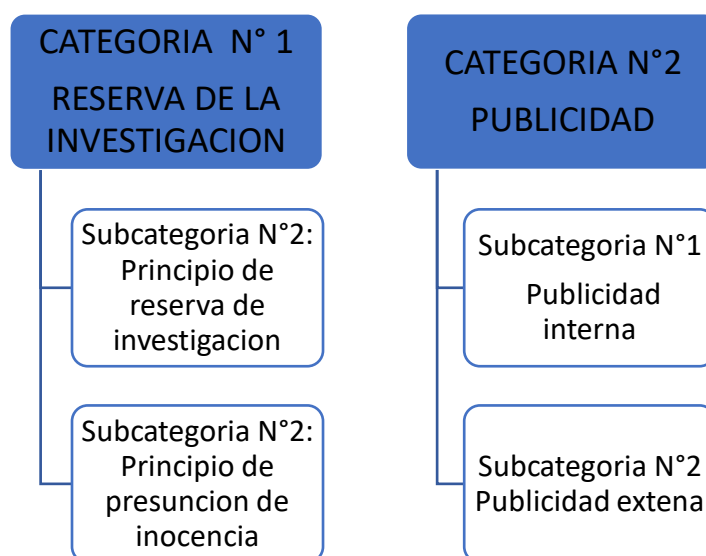 CATEGORIA N° 1
RESERVA DE LA
INVESTIGACION
Subcategoria N°2:
Principio de
reserva de
investigacion
Subcategoria N°2:
Principio de
presuncion de
inocencia
CATEGORIA N°2
PUBLICIDAD
Subcategoria N°1
Publicidad
interna
Subcategoria N°2
Publicidad extena